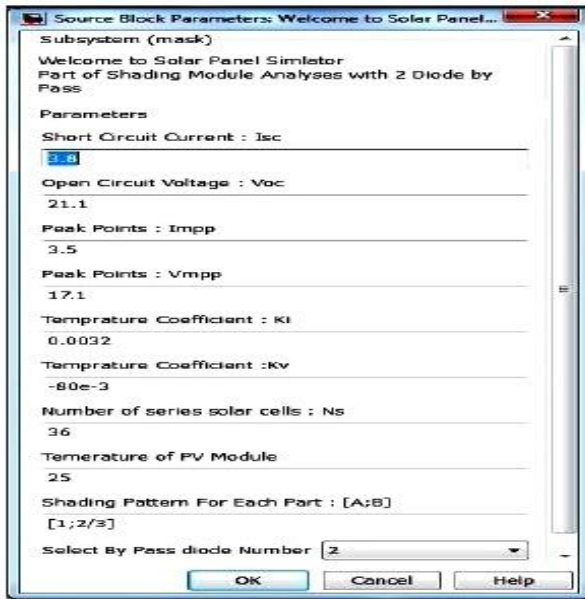 Source Block Parameters: Welcome to Solar Panel...
Subsystem (mask)
Welcome to Solar Panel Simlator
Part of Shading Module Analyses with 2 Diode by
Pass
Parameters
Short Circuit Current : Isc
3.8
Open Circuit Voltage : Voc
21.1
Peak Points : Impp
3.5
Peak Points : Vmpp
17.1
Temprature Coefficient : Ki
0.0032
Temprature Coefficient :Kv
-80e-3
Number of series solar cells : Ns
36
Temerature of PV Module
25
Shading Pattern For Each Part : [A;B]
[1;2/3]
Select By Pass diode Number 2
OK Cancel Help